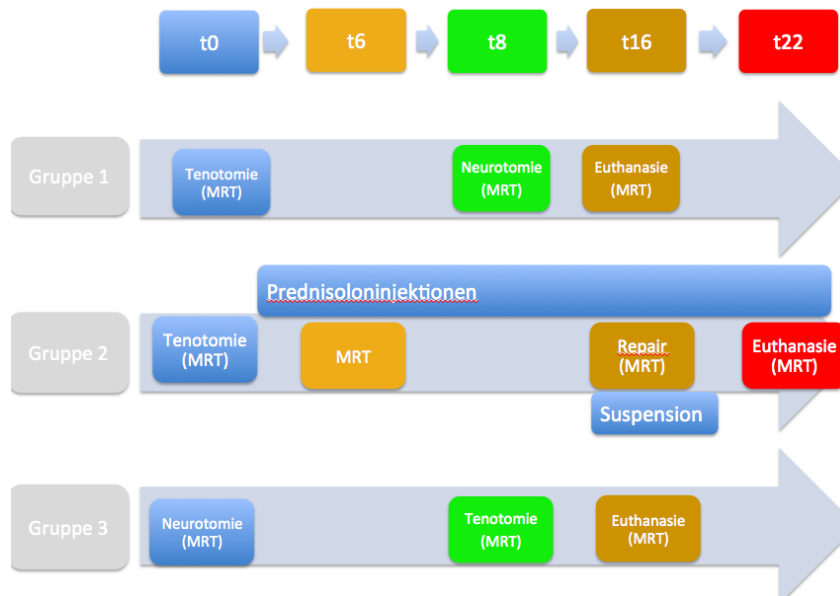 t0
t6
t8
t16
t22
Gruppe 1
Tenotomie
(MRT)
Neurotomie
(MRT)
Euthanasie
(MRT)
Prednisoloninjektionen
Gruppe 2
Tenotomie
(MRT)
MRT
Repair
(MRT)
Euthanasie
(MRT)
Suspension
Gruppe 3
Neurotomie
(MRT)
Tenotomie
(MRT)
Euthanasie
(MRT)